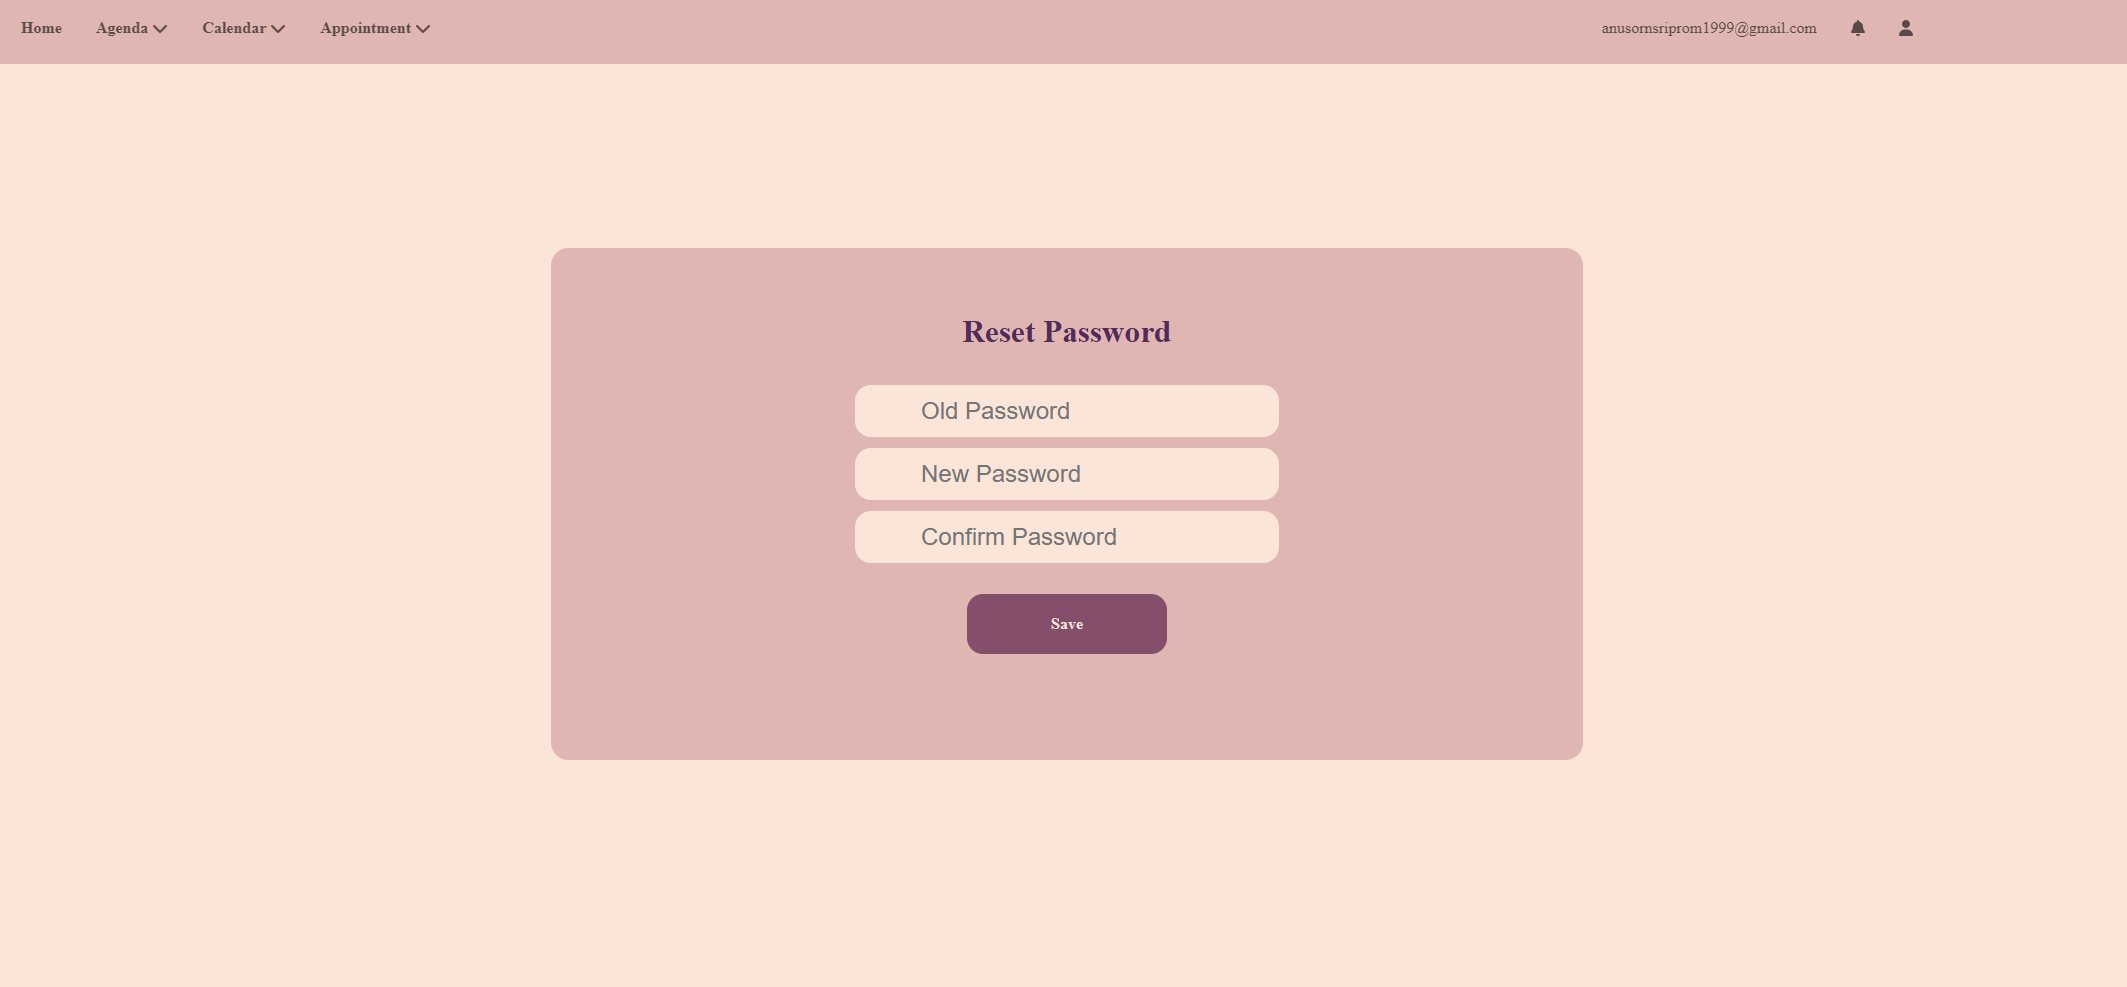 Home Agenda Calendar Appointment anusornsriprom1999@gmail.com
Reset Password
Old Password
New Password
Confirm Password
Save